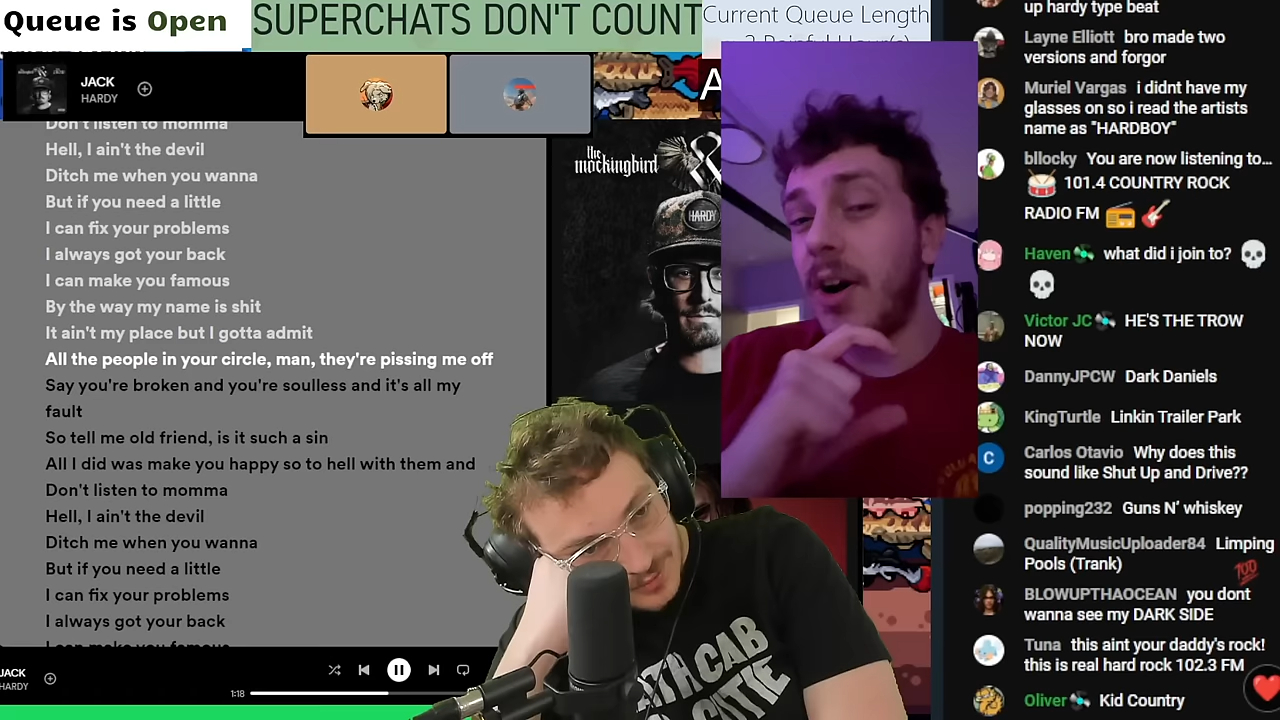 Queue is Open
SUPERCHATS DON'T COUNT
Current Queue Length
JACK
HARDY
A
Don't listen to momma
Hell, I ain't the devil
Ditch me when you wanna
But if you need a little
I can fix your problems
I always got your back
I can make you famous
By the way my name is shit
It ain't my place but I gotta admit
All the people in your circle, man, they're pissing me off
Say you're broken and you're soulless and it's all my
fault
So tell me old friend, is it such a sin
All I did was make you happy so to hell with them and
Don't listen to momma
Hell, I ain't the devil
Ditch me when you wanna
But if you need a little
I can fix your problems
I always got your back
I can make you famous
JACK
HARDY
1:18
the
mockingbird
&
HARDY
CAB
up hardy type beat
Layne Elliott bro made two
versions and forgor
Muriel Vargas i didnt have my
glasses on so i read the artists
name as "HARDBOY"
bllocky You are now listening to...
🥁 101.4 COUNTRY ROCK
RADIO FM 📻 🎸
Haven what did i join to? 💀
💀
Victor JC HE'S THE TROW
NOW
DannyJPCW Dark Daniels
KingTurtle Linkin Trailer Park
C
Carlos Otavio Why does this
sound like Shut Up and Drive??
popping232 Guns N' whiskey
QualityMusicUploader84 Limping
Pools (Trank)
💯
BLOWUPTHAOCEAN you dont
wanna see my DARK SIDE
Tuna this aint your daddy's rock!
this is real hard rock 102.3 FM
Oliver Kid Country